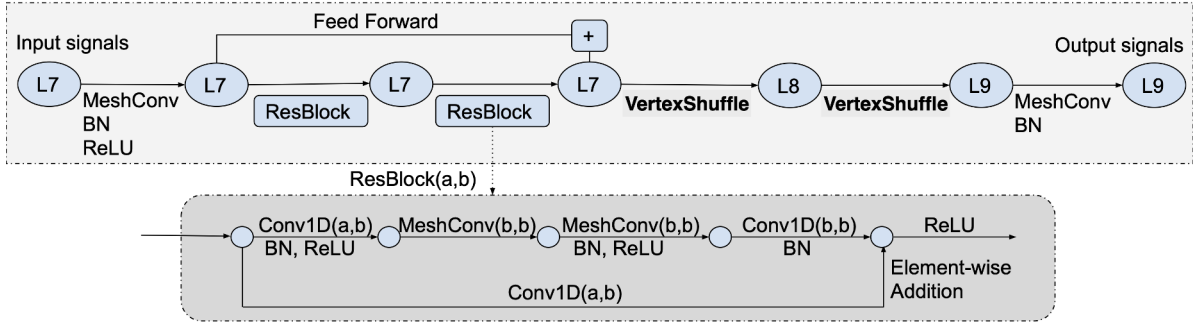 Feed Forward
+
Input signals
Output signals
L7
L7
L7
L7
L8
L9
L9
MeshConv
BN
ReLU
ResBlock
ResBlock
VertexShuffle
VertexShuffle
MeshConv
BN
ResBlock(a,b)
Conv1D(a,b)
BN, ReLU
MeshConv(b,b)
MeshConv(b,b)
BN, ReLU
Conv1D(b,b)
BN
ReLU
Element-wise
Addition
Conv1D(a,b)